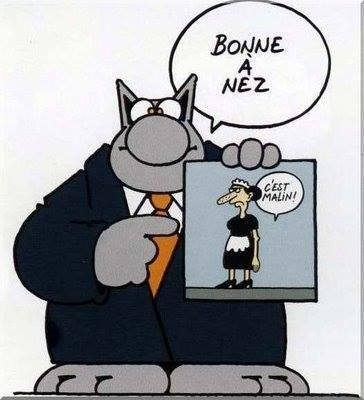 BONNE
À
NEZ
C'EST
MALIN!